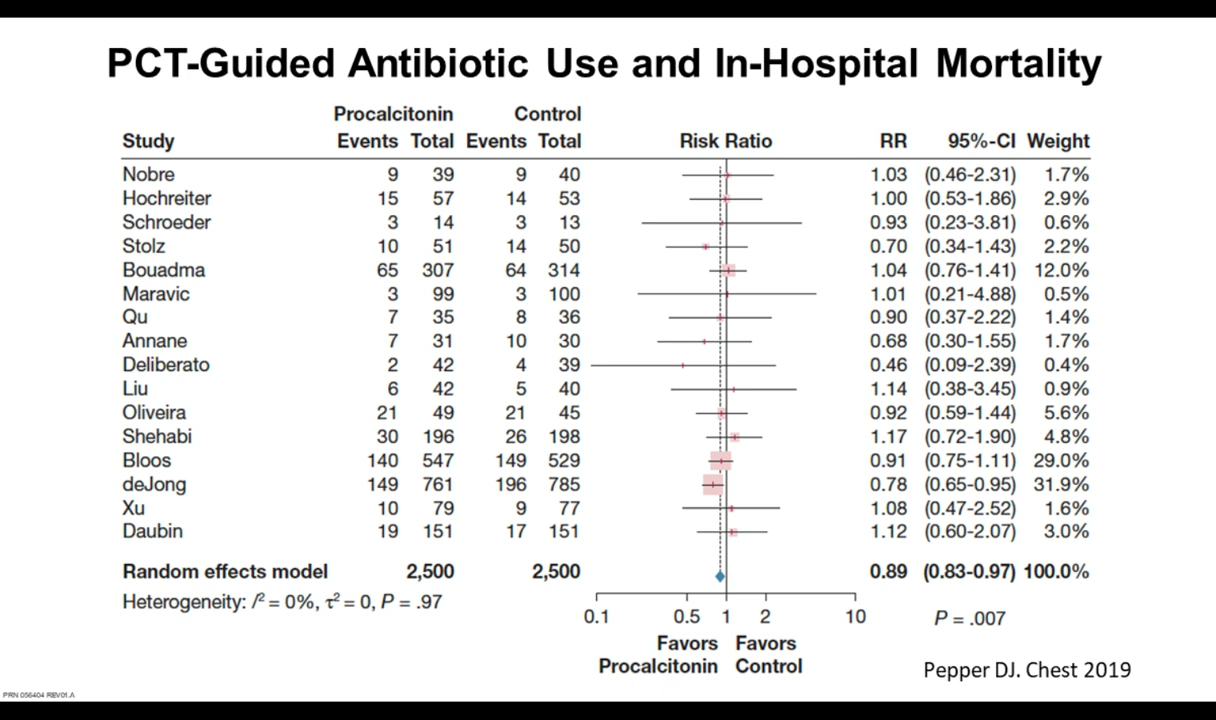 PCT-Guided Antibiotic Use and In-Hospital Mortality
Procalcitonin Control
Study Events Total Events Total Risk Ratio RR 95%-CI Weight
Nobre 9 39 9 40 1.03 (0.46-2.31) 1.7%
Hochreiter 15 57 14 53 1.00 (0.53-1.86) 2.9%
Schroeder 3 14 3 13 0.93 (0.23-3.81) 0.6%
Stolz 10 51 14 50 0.70 (0.34-1.43) 2.2%
Bouadma 65 307 64 314 1.04 (0.76-1.41) 12.0%
Maravic 3 99 3 100 1.01 (0.21-4.88) 0.5%
Qu 7 35 8 36 0.90 (0.37-2.22) 1.4%
Annane 7 31 10 30 0.68 (0.30-1.55) 1.7%
Deliberato 2 42 4 39 0.46 (0.09-2.39) 0.4%
Liu 6 42 5 40 1.14 (0.38-3.45) 0.9%
Oliveira 21 49 21 45 0.92 (0.59-1.44) 5.6%
Shehabi 30 196 26 198 1.17 (0.72-1.90) 4.8%
Bloos 140 547 149 529 0.91 (0.75-1.11) 29.0%
deJong 149 761 196 785 0.78 (0.65-0.95) 31.9%
Xu 10 79 9 77 1.08 (0.47-2.52) 1.6%
Daubin 19 151 17 151 1.12 (0.60-2.07) 3.0%
Random effects model 2,500 2,500 0.89 (0.83-0.97) 100.0%
Heterogeneity: I² = 0%, τ² = 0, P = .97
0.1 0.5 1 2 10 P = .007
Favors Favors
Procalcitonin Control
Pepper DJ. Chest 2019
PRN 056404 REV01.A